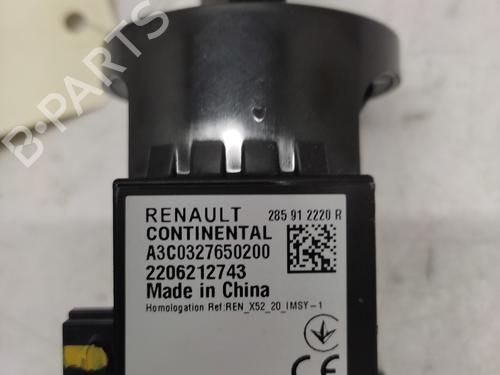 B-PARTS
RENAULT 285 91 2220 R
CONTINENTAL
A3C0327650200
2206212743
Made in China
Homologation Ref:REN_X52_20_IMSY-1
CE